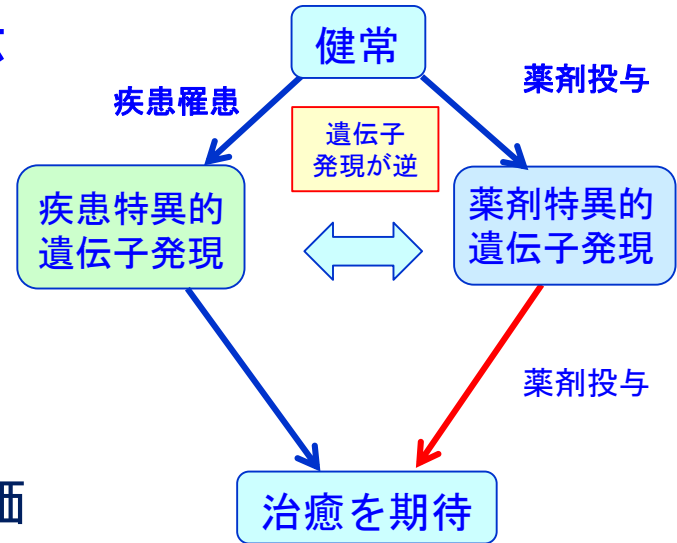 健常
疾患罹患
薬剤投与
遺伝子
発現が逆
疾患特異的
遺伝子発現
薬剤特異的
遺伝子発現
薬剤投与
価
治癒を期待